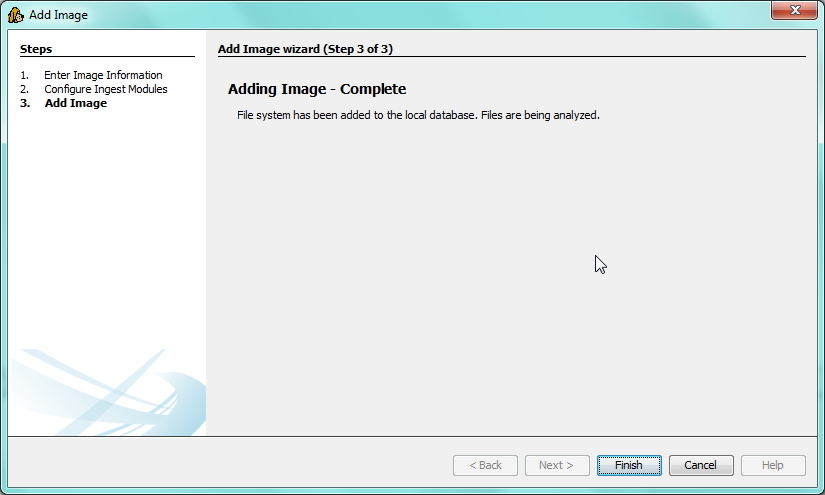 Add Image
Steps
1. Enter Image Information
2. Configure Ingest Modules
3. Add Image
Add Image wizard (Step 3 of 3)
Adding Image - Complete
File system has been added to the local database. Files are being analyzed.
< Back
Next >
Finish
Cancel
Help